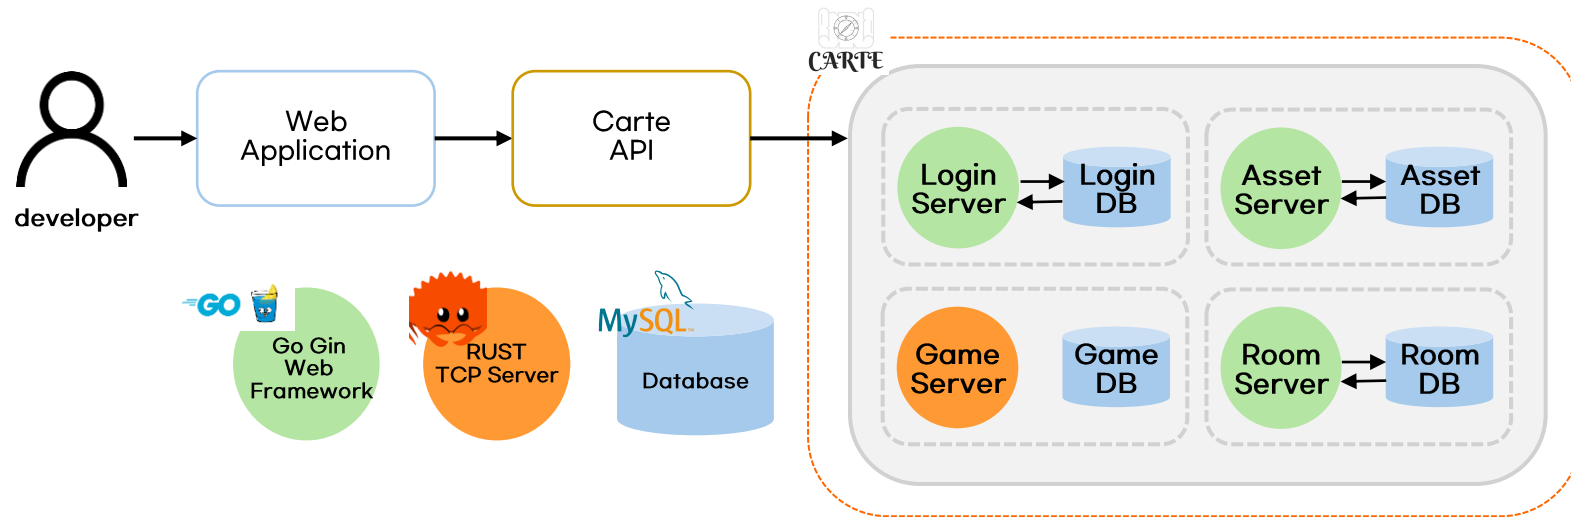 CARTE
Web
Application
Carte
API
developer
Login
Server
Login
DB
Asset
Server
Asset
DB
GO
Go Gin
Web
Framework
RUST
TCP Server
MySQL™
Database
Game
Server
Game
DB
Room
Server
Room
DB